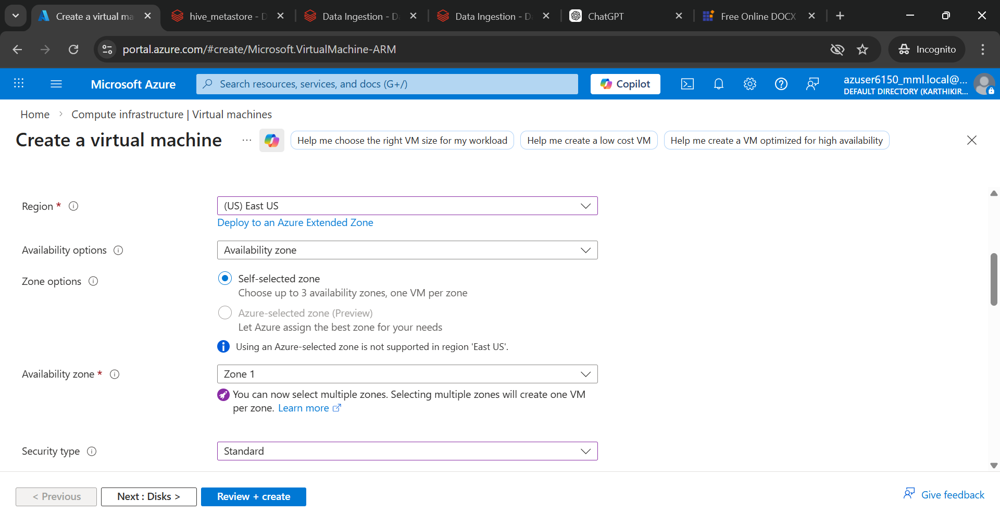 Create a virtual ma
hive_metastore - D
Data Ingestion - D
Data Ingestion - D
ChatGPT
Free Online DOCX
portal.azure.com/#create/Microsoft.VirtualMachine-ARM
Incognito
Microsoft Azure
Search resources, services, and docs (G+/)
Copilot
azuser6150_mml.local@...
DEFAULT DIRECTORY (KARTHIKIR...
Home > Compute infrastructure | Virtual machines
Create a virtual machine ...
Help me choose the right VM size for my workload
Help me create a low cost VM
Help me create a VM optimized for high availability
Region *
(US) East US
Deploy to an Azure Extended Zone
Availability options
Availability zone
Zone options
Self-selected zone
Choose up to 3 availability zones, one VM per zone
Azure-selected zone (Preview)
Let Azure assign the best zone for your needs
Using an Azure-selected zone is not supported in region 'East US'.
Availability zone *
Zone 1
You can now select multiple zones. Selecting multiple zones will create one VM
per zone. Learn more
Security type
Standard
< Previous
Next : Disks >
Review + create
Give feedback